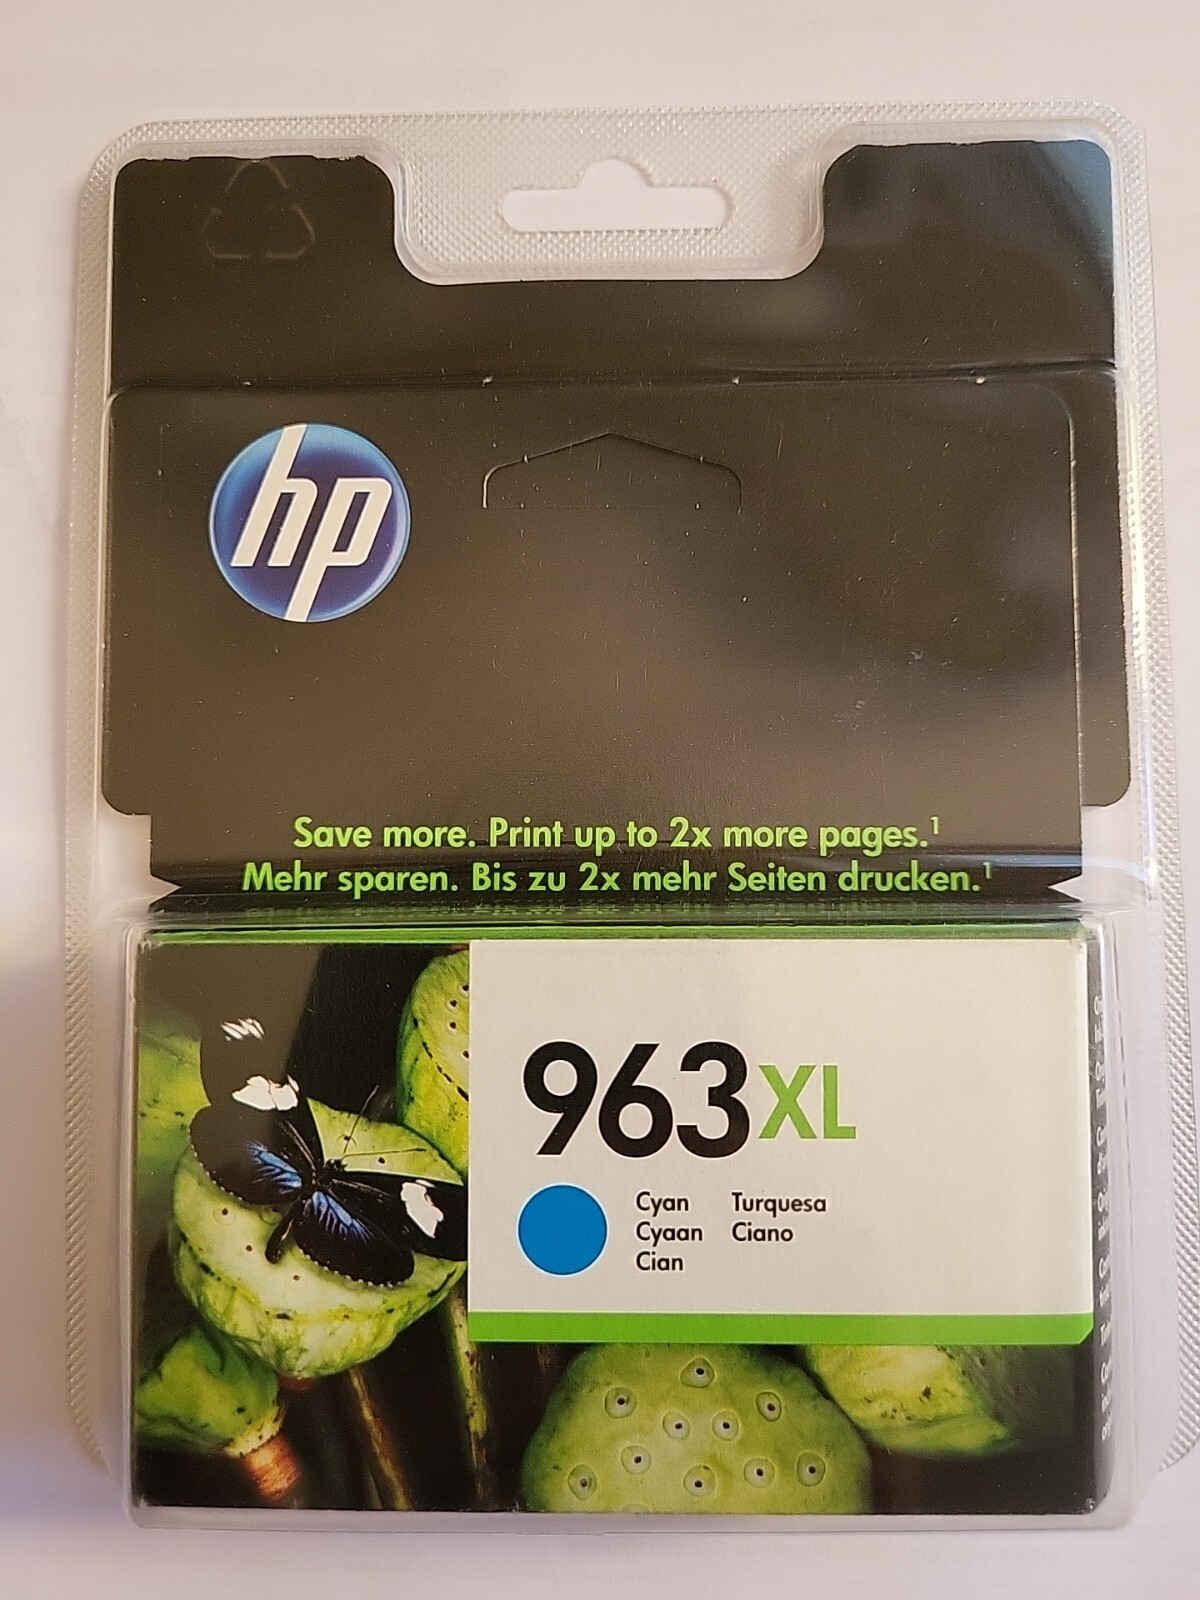 hp
Save more. Print up to 2x more pages.¹
Mehr sparen. Bis zu 2x mehr Seiten drucken.¹
963XL
Cyan Turquesa
Cyaan Ciano
Cian